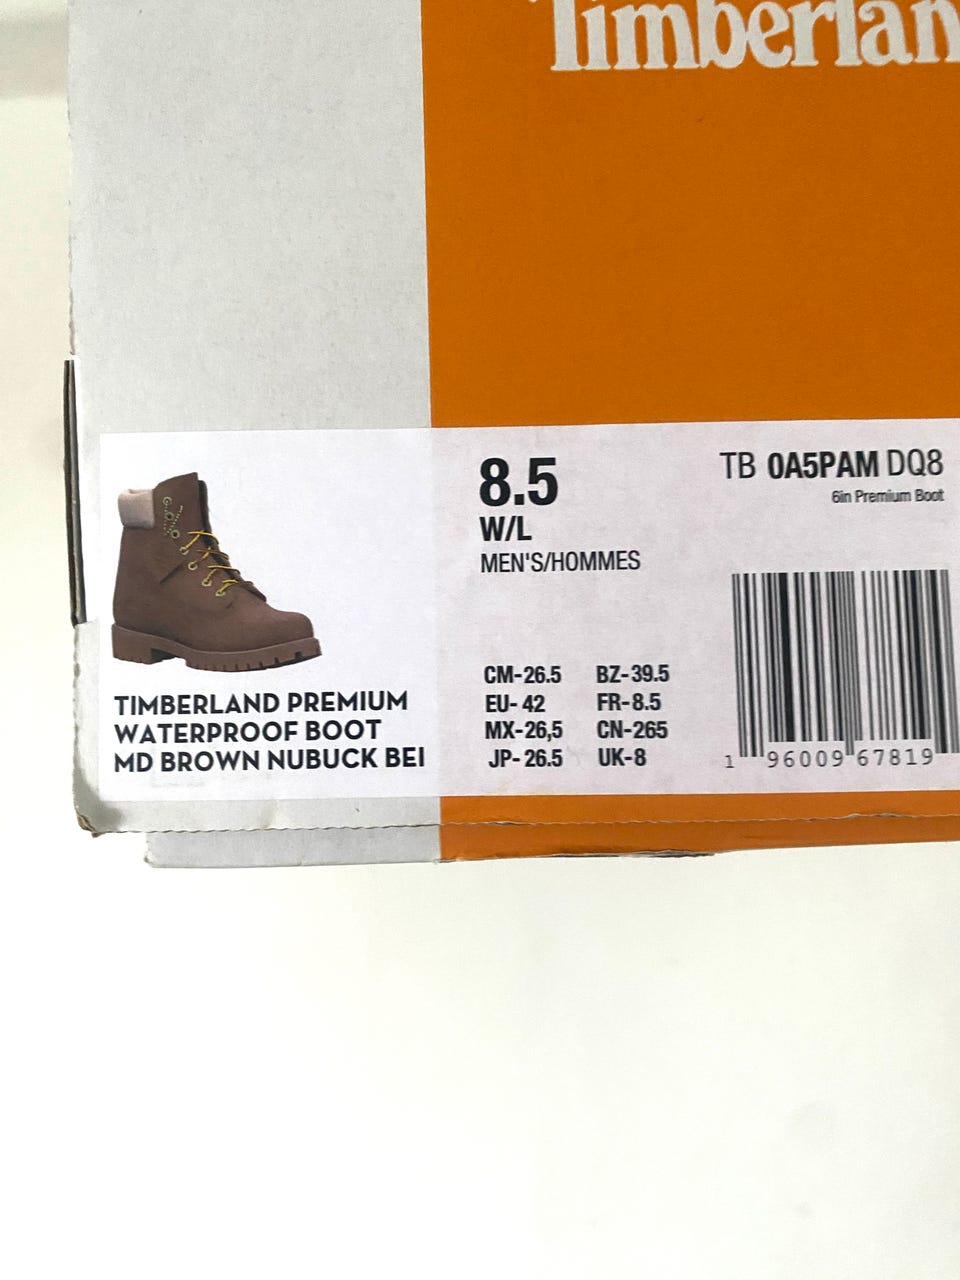 Timberlan
8.5
W/L
MEN'S/HOMMES
TB 0A5PAM DQ8
6in Premium Boot
CM-26.5 BZ-39.5
EU-42 FR-8.5
MX-26,5 CN-265
JP-26.5 UK-8
1 96009 67819
TIMBERLAND PREMIUM
WATERPROOF BOOT
MD BROWN NUBUCK BEI